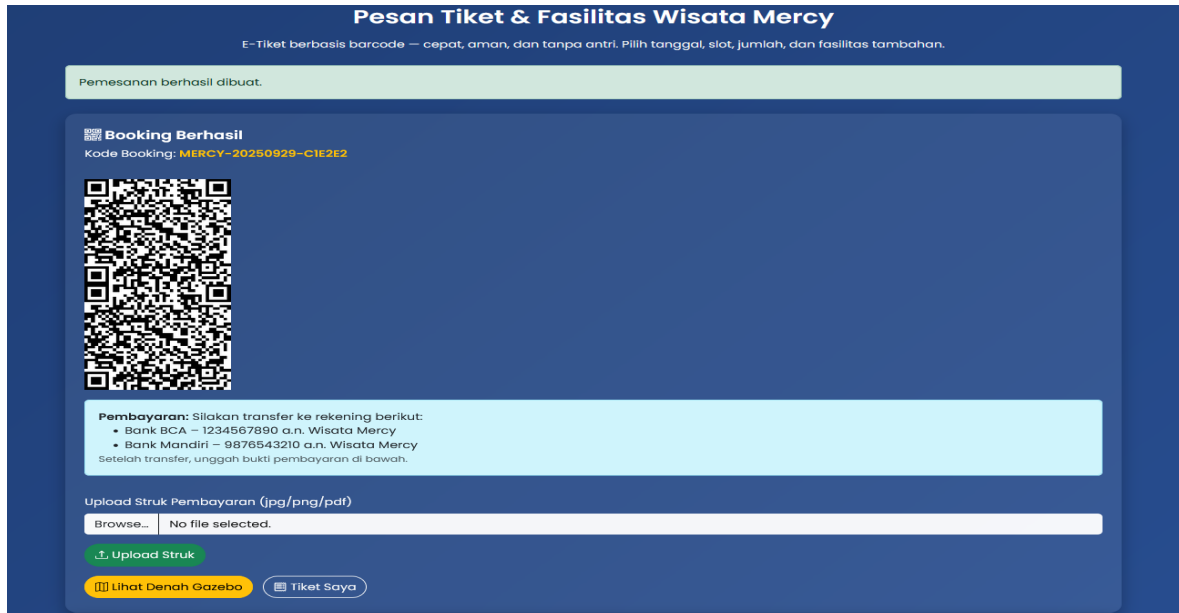 Pesan Tiket & Fasilitas Wisata Mercy
E-Tiket berbasis barcode — cepat, aman, dan tanpa antri. Pilih tanggal, slot, jumlah, dan fasilitas tambahan.
Pemesanan berhasil dibuat.
Booking Berhasil
Kode Booking: MERCY-20250929-C1E2E2
Pembayaran: Silakan transfer ke rekening berikut:
• Bank BCA – 1234567890 a.n. Wisata Mercy
• Bank Mandiri – 9876543210 a.n. Wisata Mercy
Setelah transfer, unggah bukti pembayaran di bawah.
Upload Struk Pembayaran (jpg/png/pdf)
Browse... No file selected.
Upload Struk
Lihat Denah Gazebo Tiket Saya